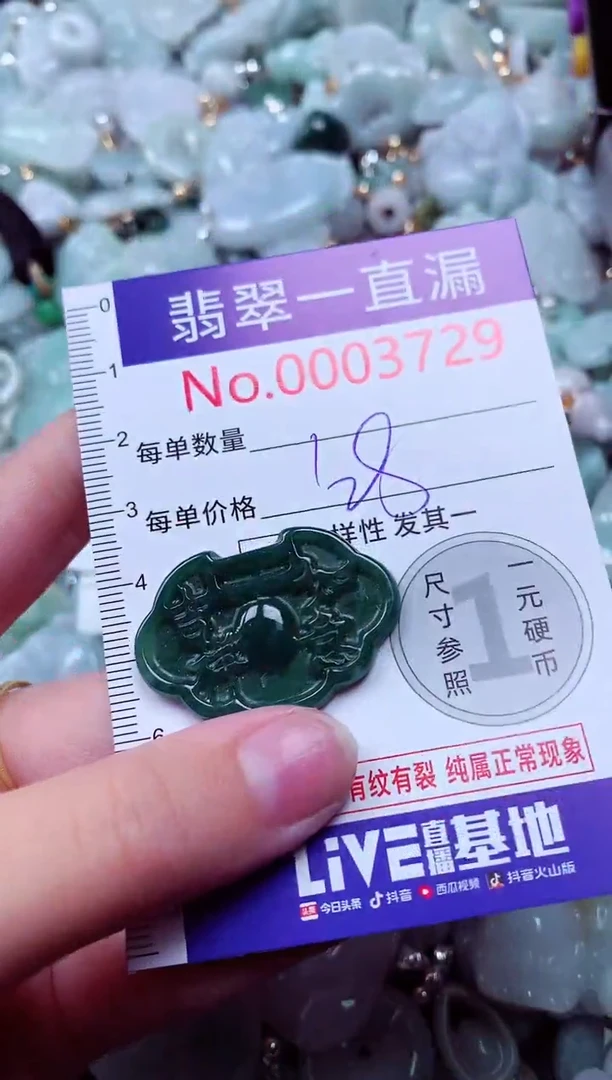 翡翠一直漏
No.0003729
0
1
2
3
4
6
每单数量
每单价格
128
样性 发其一
尺寸参照
1
一元硬币
有纹有裂 纯属正常现象
LiVE直播基地
头条 今日头条 抖音 西瓜视频 抖音火山版